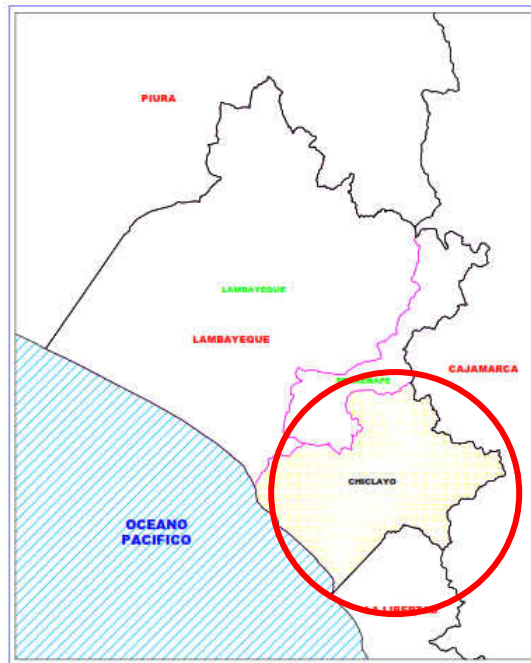 PIURA
LAMBAYEQUE
LAMBAYEQUE
CAJAMARCA
CHICLAYO
OCEANO
PACIFICO